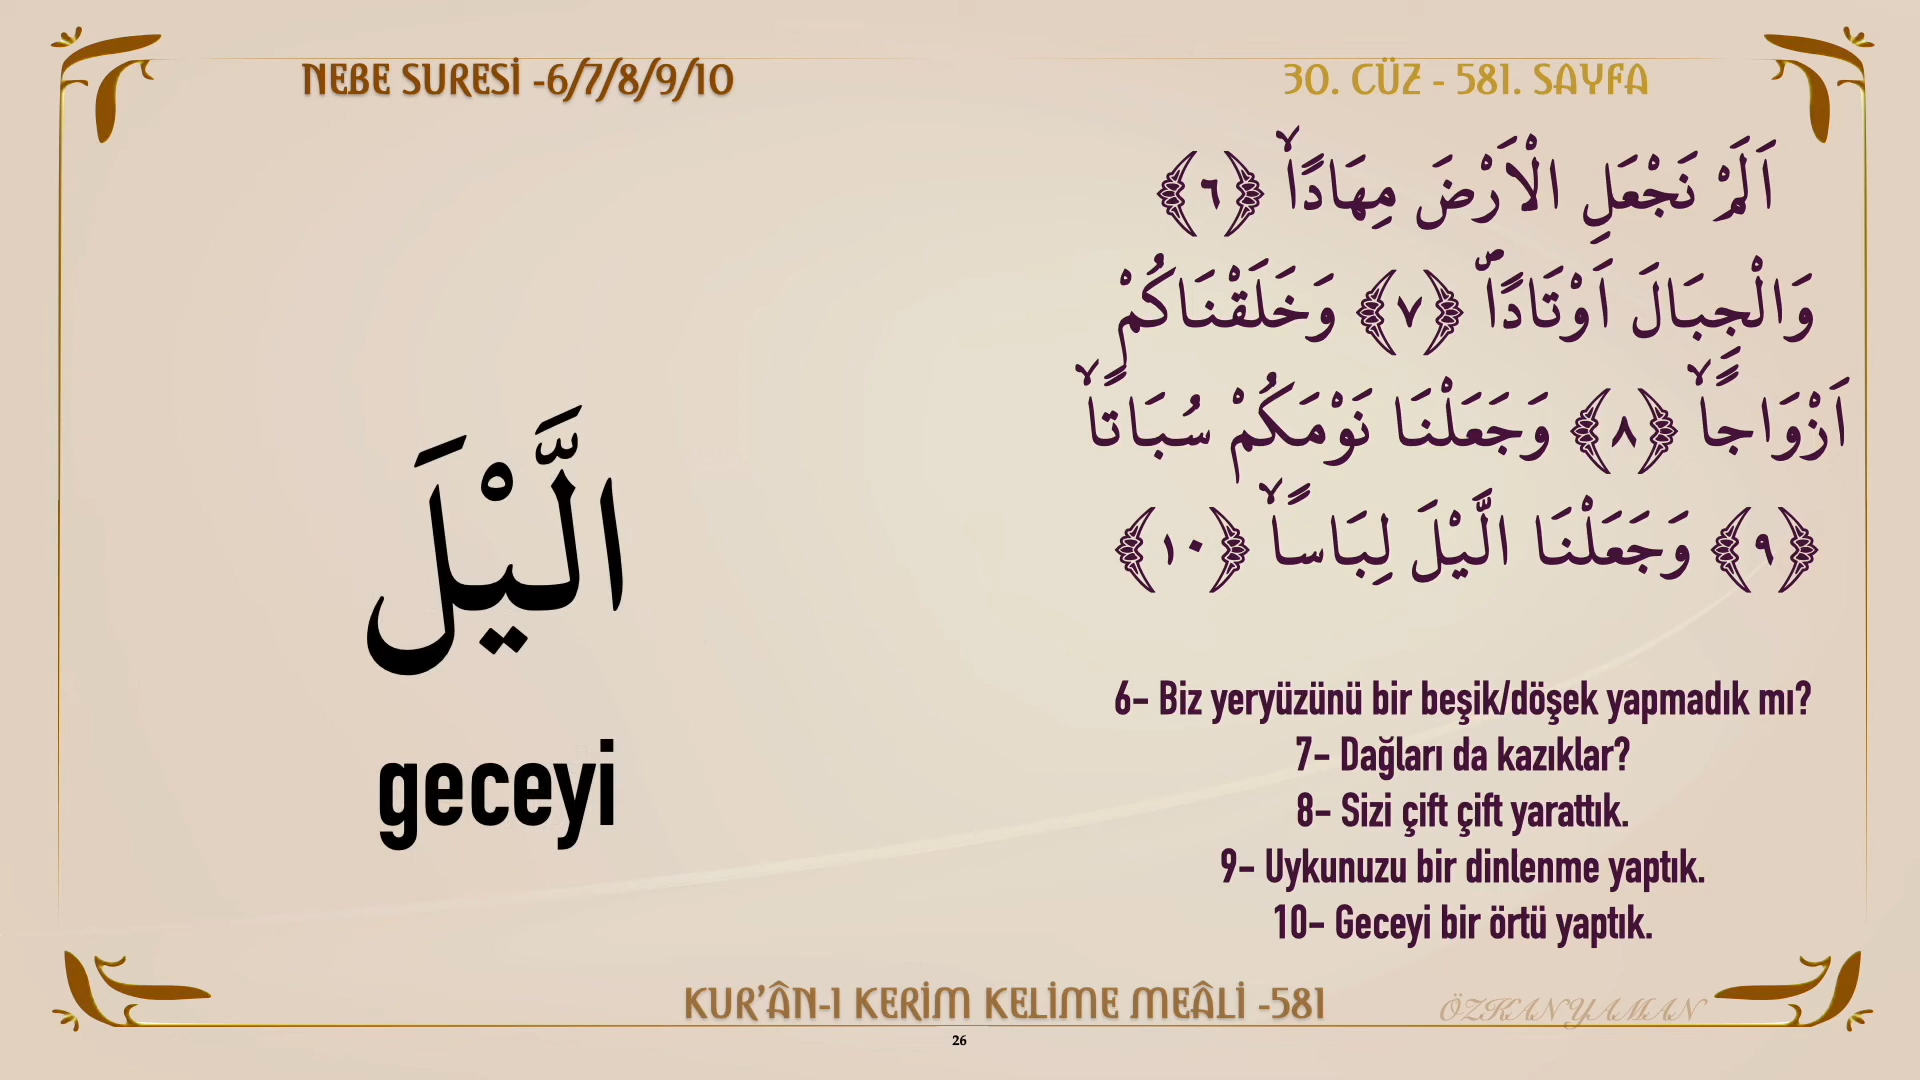 NEBE SURESİ -6/7/8/9/10
30. CÜZ - 581. SAYFA
اَلَمْ نَجْعَلِ الْاَرْضَ مِهَادًاۙ ﴿٦﴾
وَالْجِبَالَ اَوْتَادًاۖ ﴿٧﴾ وَخَلَقْنَاكُمْ
اَزْوَاجًاۙ ﴿٨﴾ وَجَعَلْنَا نَوْمَكُمْ سُبَاتًاۙ
﴿٩﴾ وَجَعَلْنَا الَّيْلَ لِبَاسًاۙ ﴿١٠﴾
الَّيْلَ
geceyi
6- Biz yeryüzünü bir beşik/döşek yapmadık mı?
7- Dağları da kazıklar?
8- Sizi çift çift yarattık.
9- Uykunuzu bir dinlenme yaptık.
10- Geceyi bir örtü yaptık.
KUR'ÂN-I KERİM KELİME MEÂLİ -581
ÖZKAN YAMAN
26